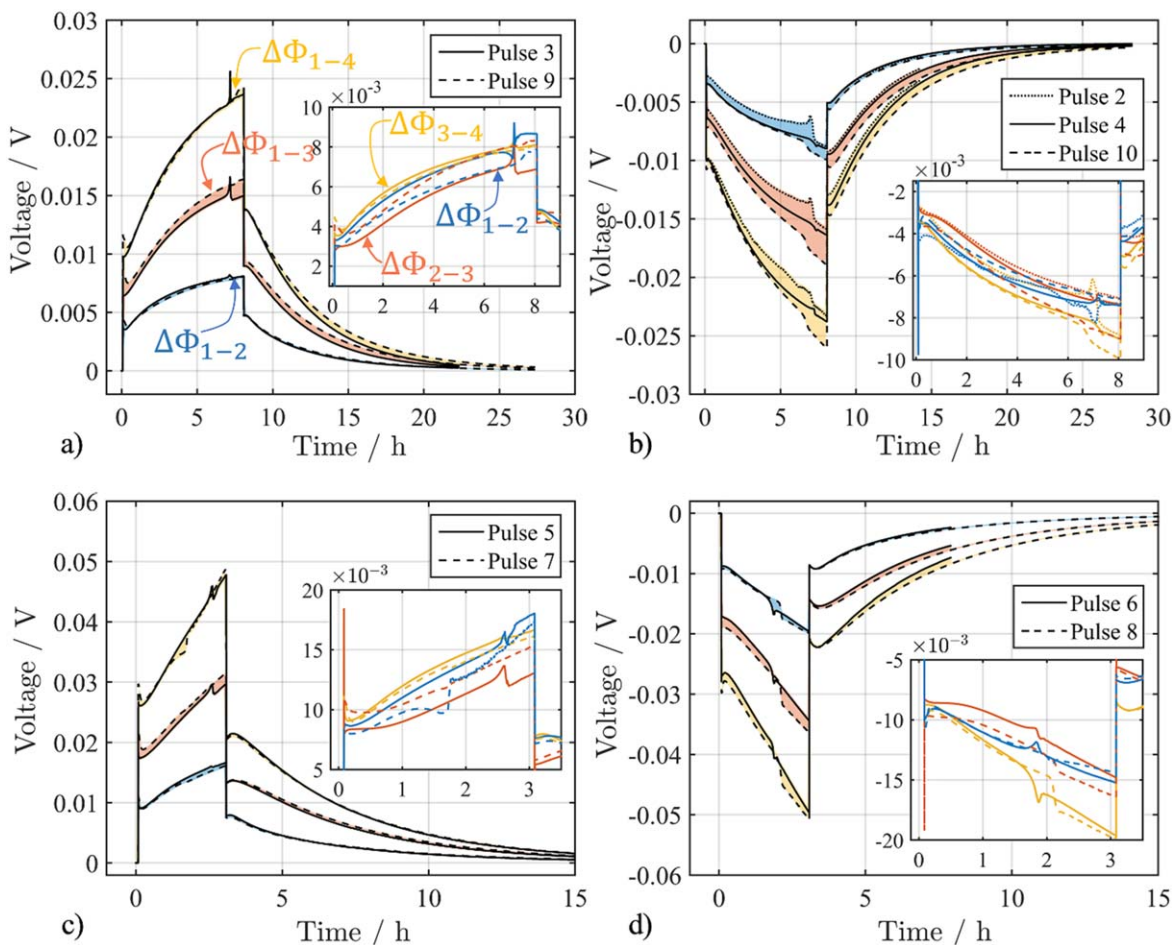 0.03
0.025
0.02
0.015
0.01
0.005
0
Voltage / V
0 5 10 15 20 25 30
Time / h
a)
ΔΦ1−4
ΔΦ1−3
ΔΦ1−2
Pulse 3
Pulse 9
×10−3
10
8
6
4
2
0 2 4 6 8
ΔΦ3−4
ΔΦ1−2
ΔΦ2−3
0
-0.005
-0.01
-0.015
-0.02
-0.025
-0.03
Voltage / V
0 5 10 15 20 25 30
Time / h
b)
Pulse 2
Pulse 4
Pulse 10
×10−3
-2
-4
-6
-8
-10
0 2 4 6 8
0.06
0.05
0.04
0.03
0.02
0.01
0
Voltage / V
0 5 10 15
Time / h
c)
Pulse 5
Pulse 7
×10−3
20
15
10
5
0 1 2 3
0
-0.01
-0.02
-0.03
-0.04
-0.05
-0.06
Voltage / V
0 5 10 15
Time / h
d)
Pulse 6
Pulse 8
×10−3
-5
-10
-15
-20
0 1 2 3